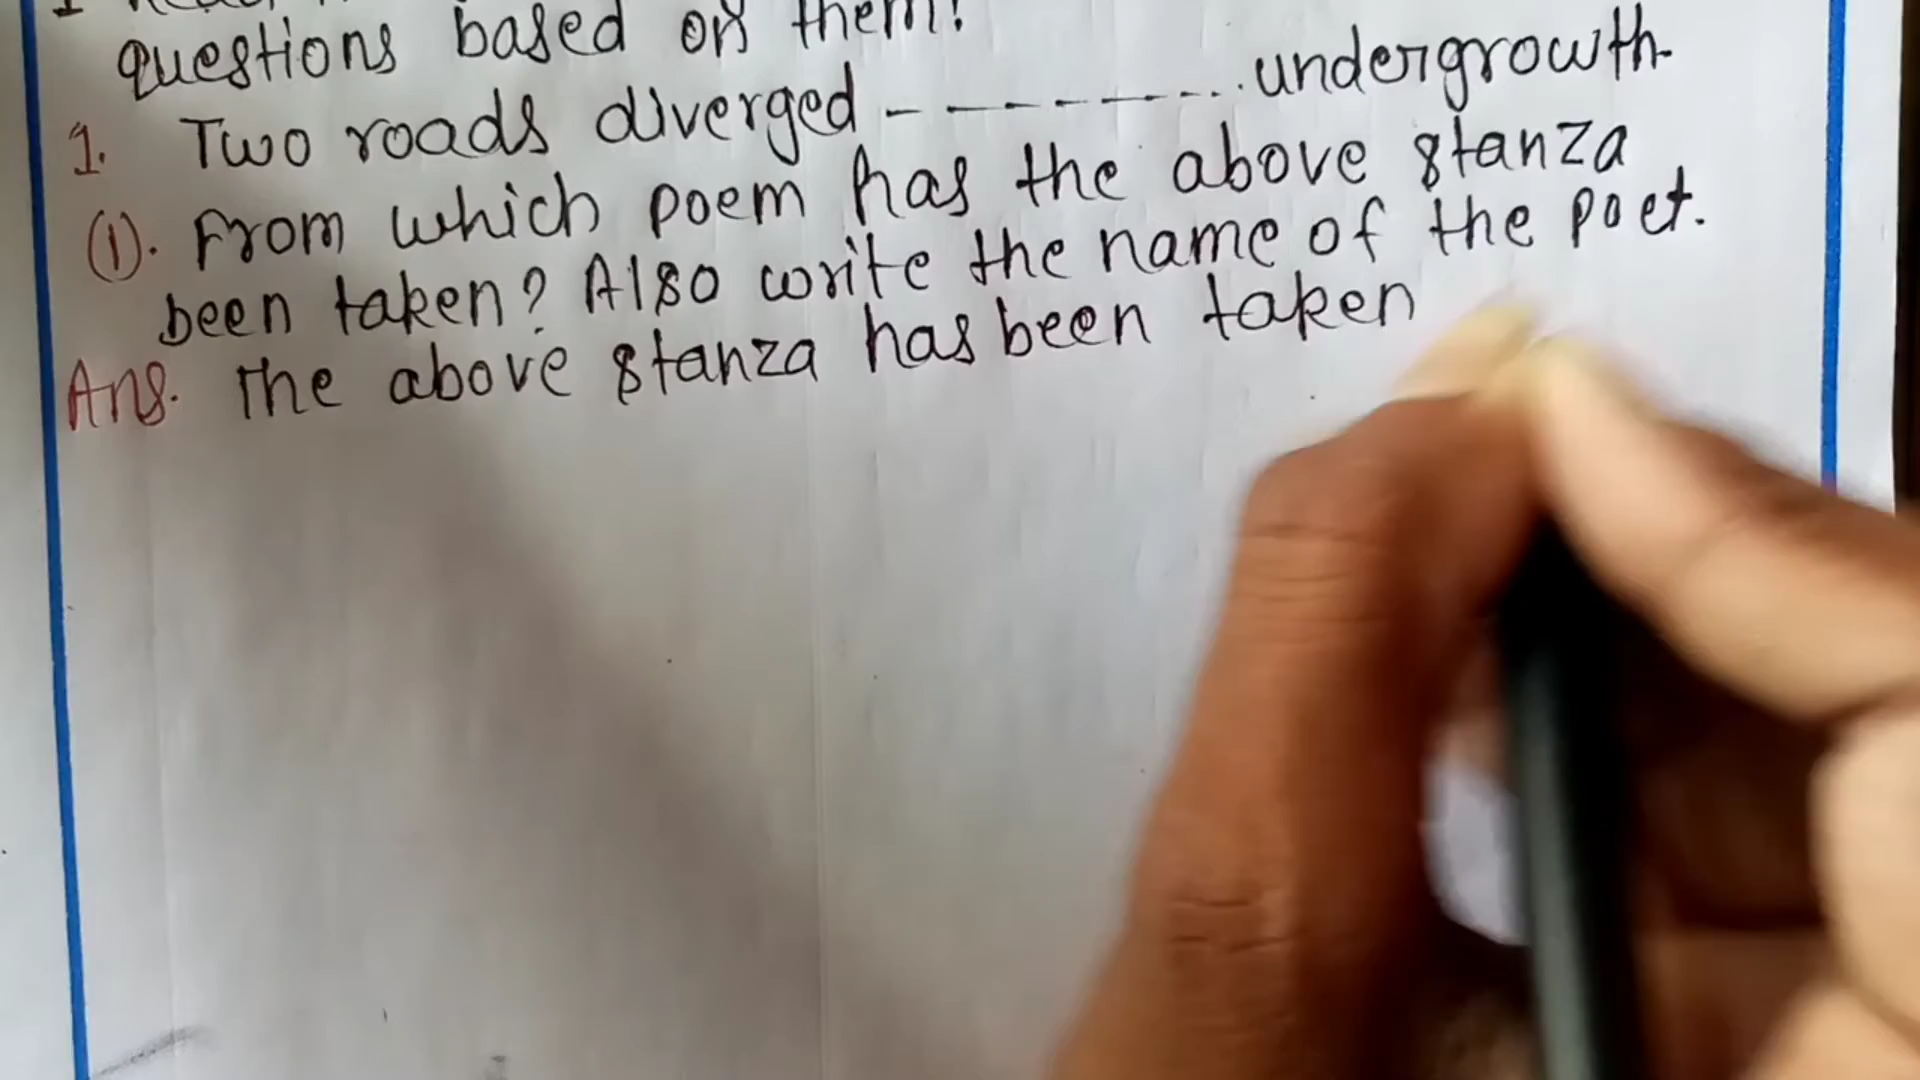 questions based on them:
1. Two roads diverged - - - - - - - - - . . undergrowth.
(1). From which poem has the above stanza
been taken? Also write the name of the poet.
Ans. The above stanza has been taken